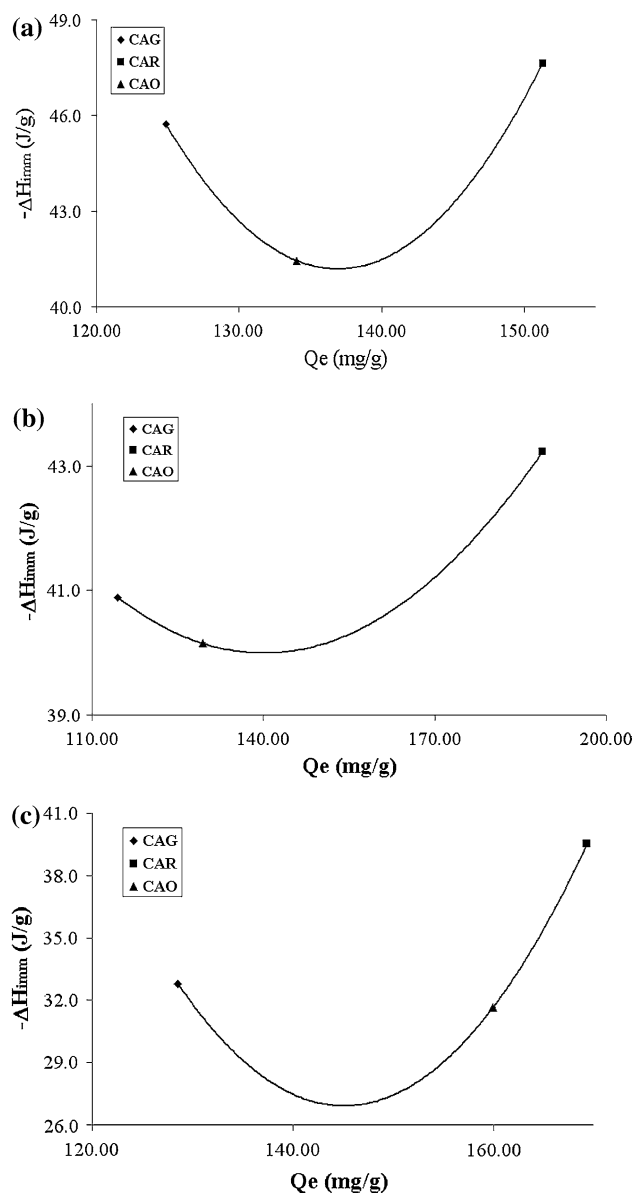 (a)
49.0
46.0
43.0
40.0
-ΔHimm (J/g)
CAG
CAR
CAO
120.00 130.00 140.00 150.00
Qe (mg/g)
(b)
43.0
41.0
39.0
-ΔHimm (J/g)
CAG
CAR
CAO
110.00 140.00 170.00 200.00
Qe (mg/g)
(c)
41.0
38.0
35.0
32.0
29.0
26.0
-ΔHimm (J/g)
CAG
CAR
CAO
120.00 140.00 160.00
Qe (mg/g)